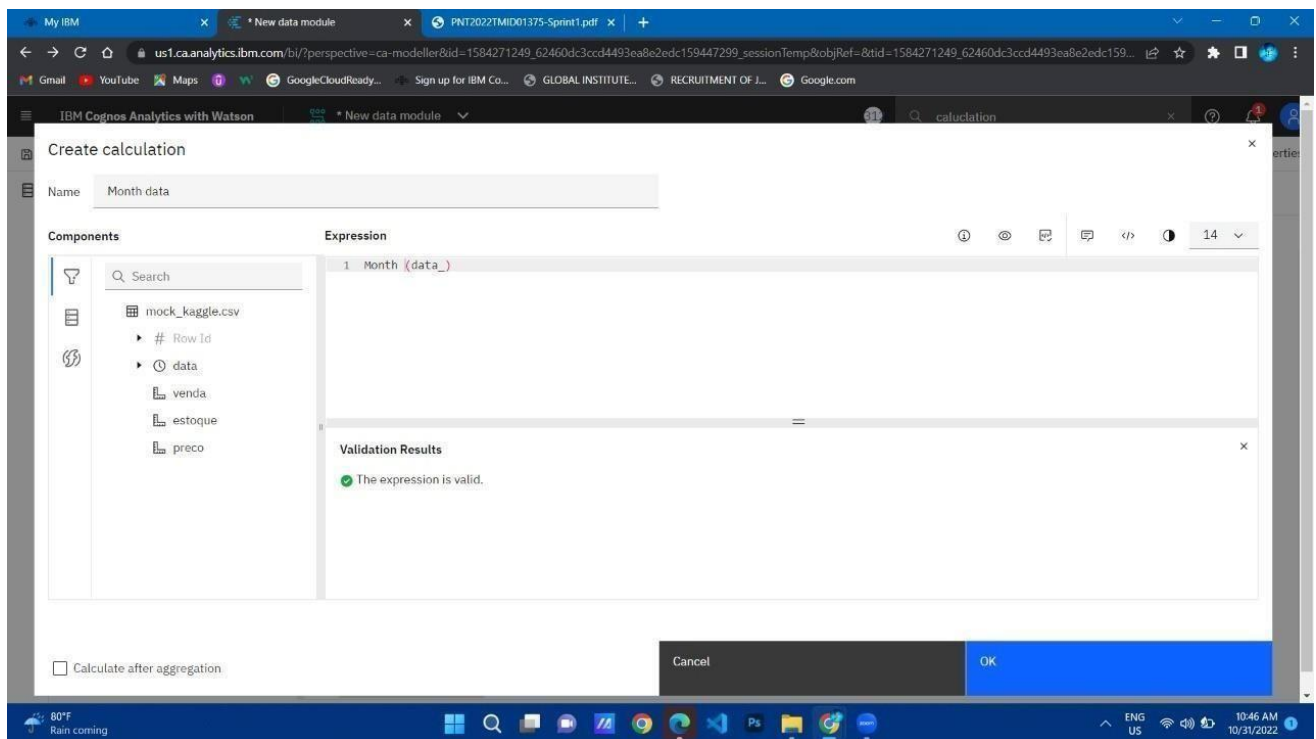 My IBM
* New data module
PNT2022TMID01375-Sprint1.pdf
us1.ca.analytics.ibm.com/bi/?perspective=ca-modeller&id=1584271249_62460dc3ccd4493ea8e2edc159447299_sessionTemp&objRef=&tid=1584271249_62460dc3ccd4493ea8e2edc159...
Gmail YouTube Maps GoogleCloudReady... Sign up for IBM Co... GLOBAL INSTITUTE... RECRUITMENT OF J... Google.com
IBM Cognos Analytics with Watson * New data module caluclation 1
Create calculation
erties
Name Month data
Components Expression 14
Search
1 Month (data_)
mock_kaggle.csv
# Row Id
data
venda
estoque
preco
Validation Results
The expression is valid.
Calculate after aggregation
Cancel OK
80°F
Rain coming
ENG
US
10:46 AM
10/31/2022
1